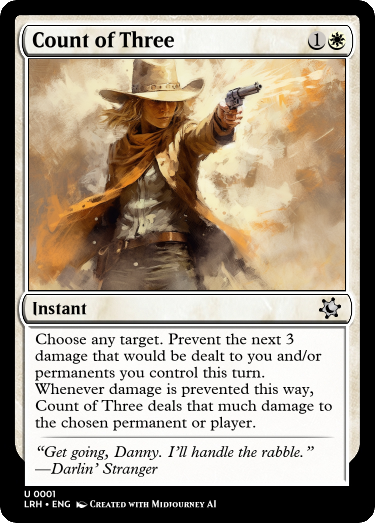 Count of Three
1
Instant
Choose any target. Prevent the next 3
damage that would be dealt to you and/or
permanents you control this turn.
Whenever damage is prevented this way,
Count of Three deals that much damage to
the chosen permanent or player.
“Get going, Danny. I’ll handle the rabble.”
—Darlin’ Stranger
U 0001
LRH • ENG Created with Midjourney AI